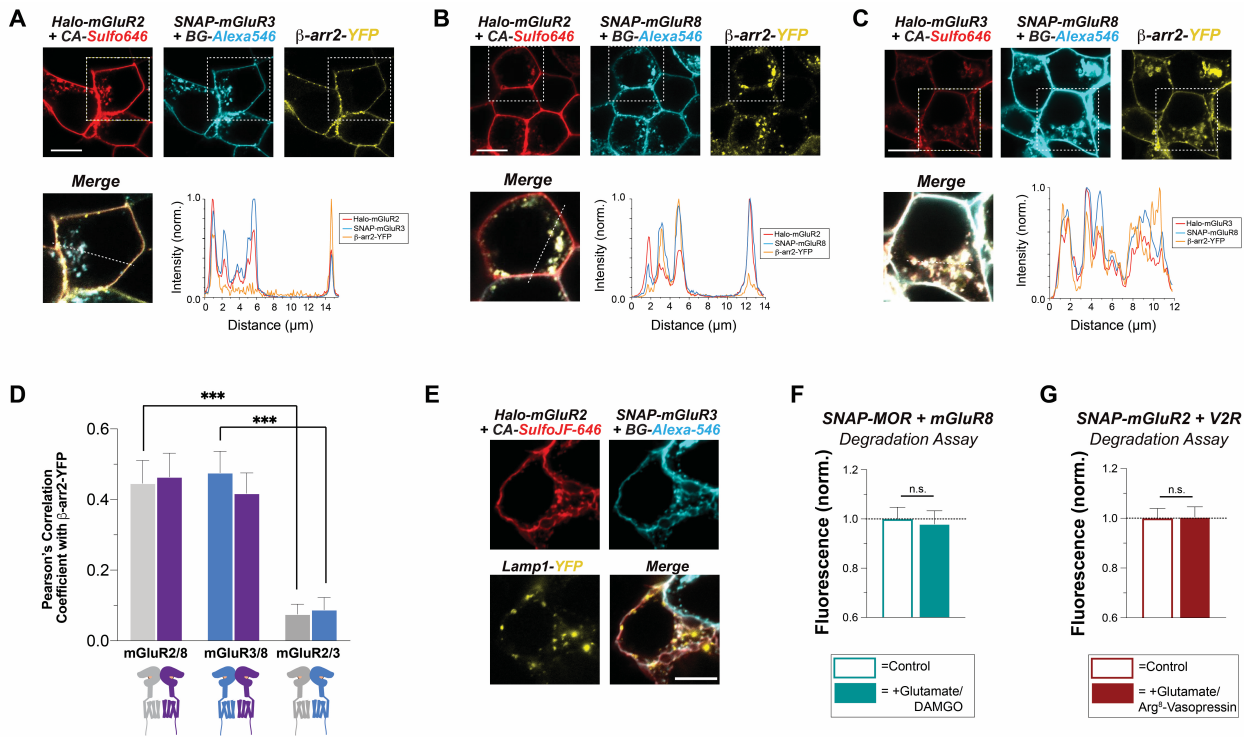 A
Halo-mGluR2
+ CA-Sulfo646
SNAP-mGluR3
+ BG-Alexa546
β-arr2-YFP
Merge
Intensity (norm.)
1.0
0.0
0 2 4 6 8 10 12 14
Distance (µm)
Halo-mGluR2
SNAP-mGluR3
β-arr2-YFP
B
Halo-mGluR2
+ CA-Sulfo646
SNAP-mGluR8
+ BG-Alexa546
β-arr2-YFP
Merge
Intensity (norm.)
1.0
0.0
0 2 4 6 8 10 12 14
Distance (µm)
Halo-mGluR2
SNAP-mGluR8
β-arr2-YFP
C
Halo-mGluR3
+ CA-Sulfo646
SNAP-mGluR8
+ BG-Alexa546
β-arr2-YFP
Merge
Intensity (norm.)
1.0
0.0
0 2 4 6 8 10 12
Distance (µm)
Halo-mGluR3
SNAP-mGluR8
β-arr2-YFP
D
Pearson's Correlation
Coefficient with β-arr2-YFP
0.6
0.4
0.2
0.0
***
***
mGluR2/8 mGluR3/8 mGluR2/3
E
Halo-mGluR2
+ CA-SulfoJF-646
SNAP-mGluR3
+ BG-Alexa-546
Lamp1-YFP
Merge
F
SNAP-MOR + mGluR8
Degradation Assay
Fluorescence (norm.)
1.2
1.0
0.8
0.6
n.s.
=Control
= +Glutamate/
DAMGO
G
SNAP-mGluR2 + V2R
Degradation Assay
Fluorescence (norm.)
1.2
1.0
0.8
0.6
n.s.
=Control
= +Glutamate/
Arg⁸-Vasopressin